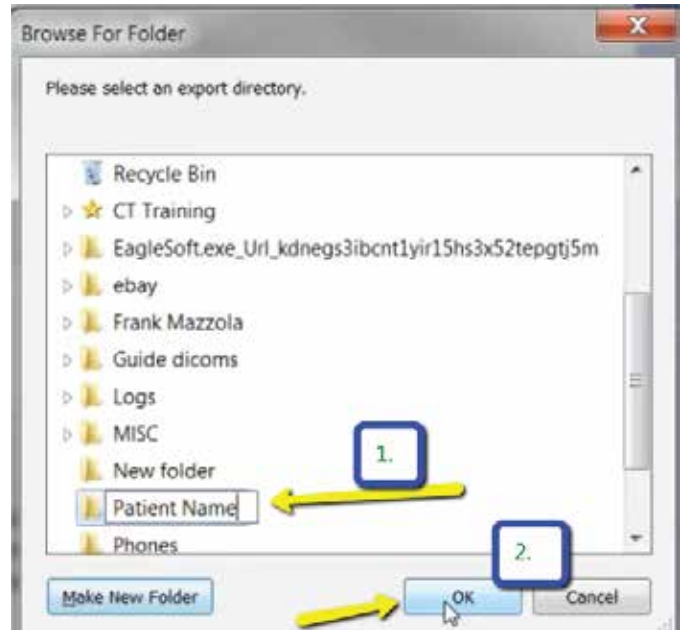 Browse For Folder
X
Please select an export directory.
Recycle Bin
CT Training
EagleSoft.exe_Url_kdnegs3ibcnt1yir15hs3x52tepgtj5m
ebay
Frank Mazzola
Guide dicoms
Logs
MISC
1.
New folder
Patient Name
Phones
2.
Make New Folder
OK
Cancel